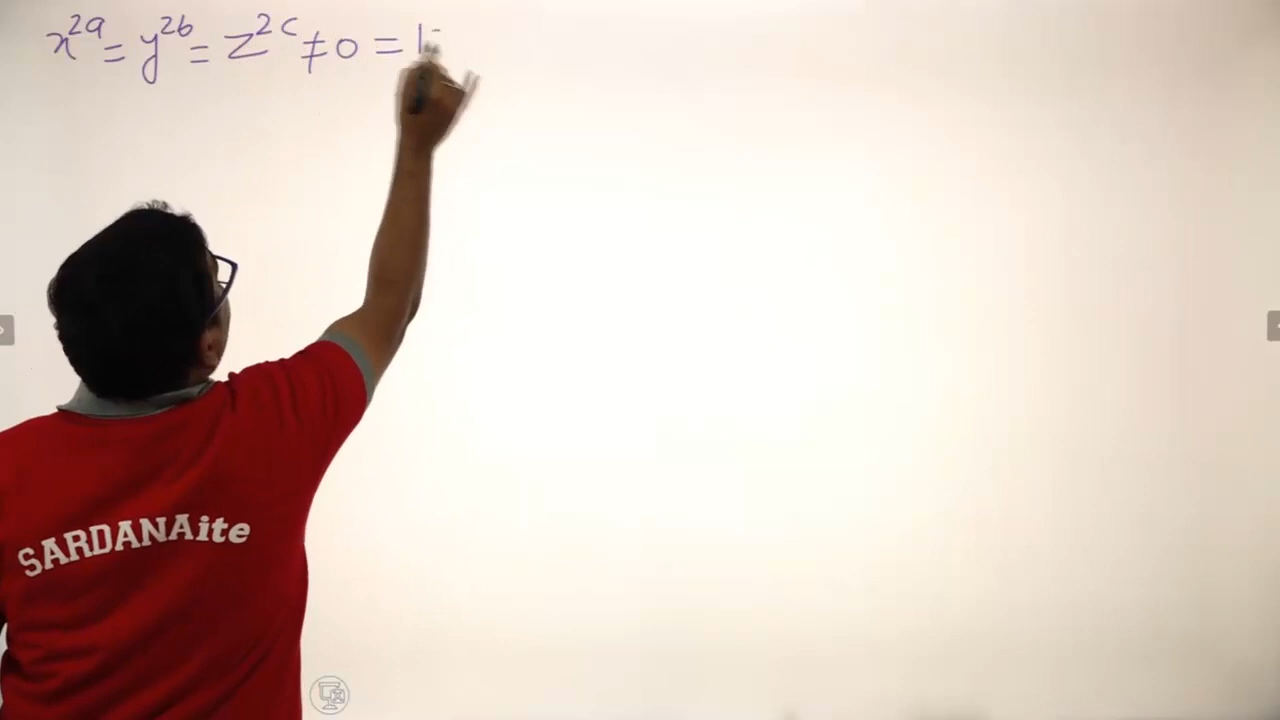 x^2a = y^2b = z^2c ≠ 0 =
SARDANAite